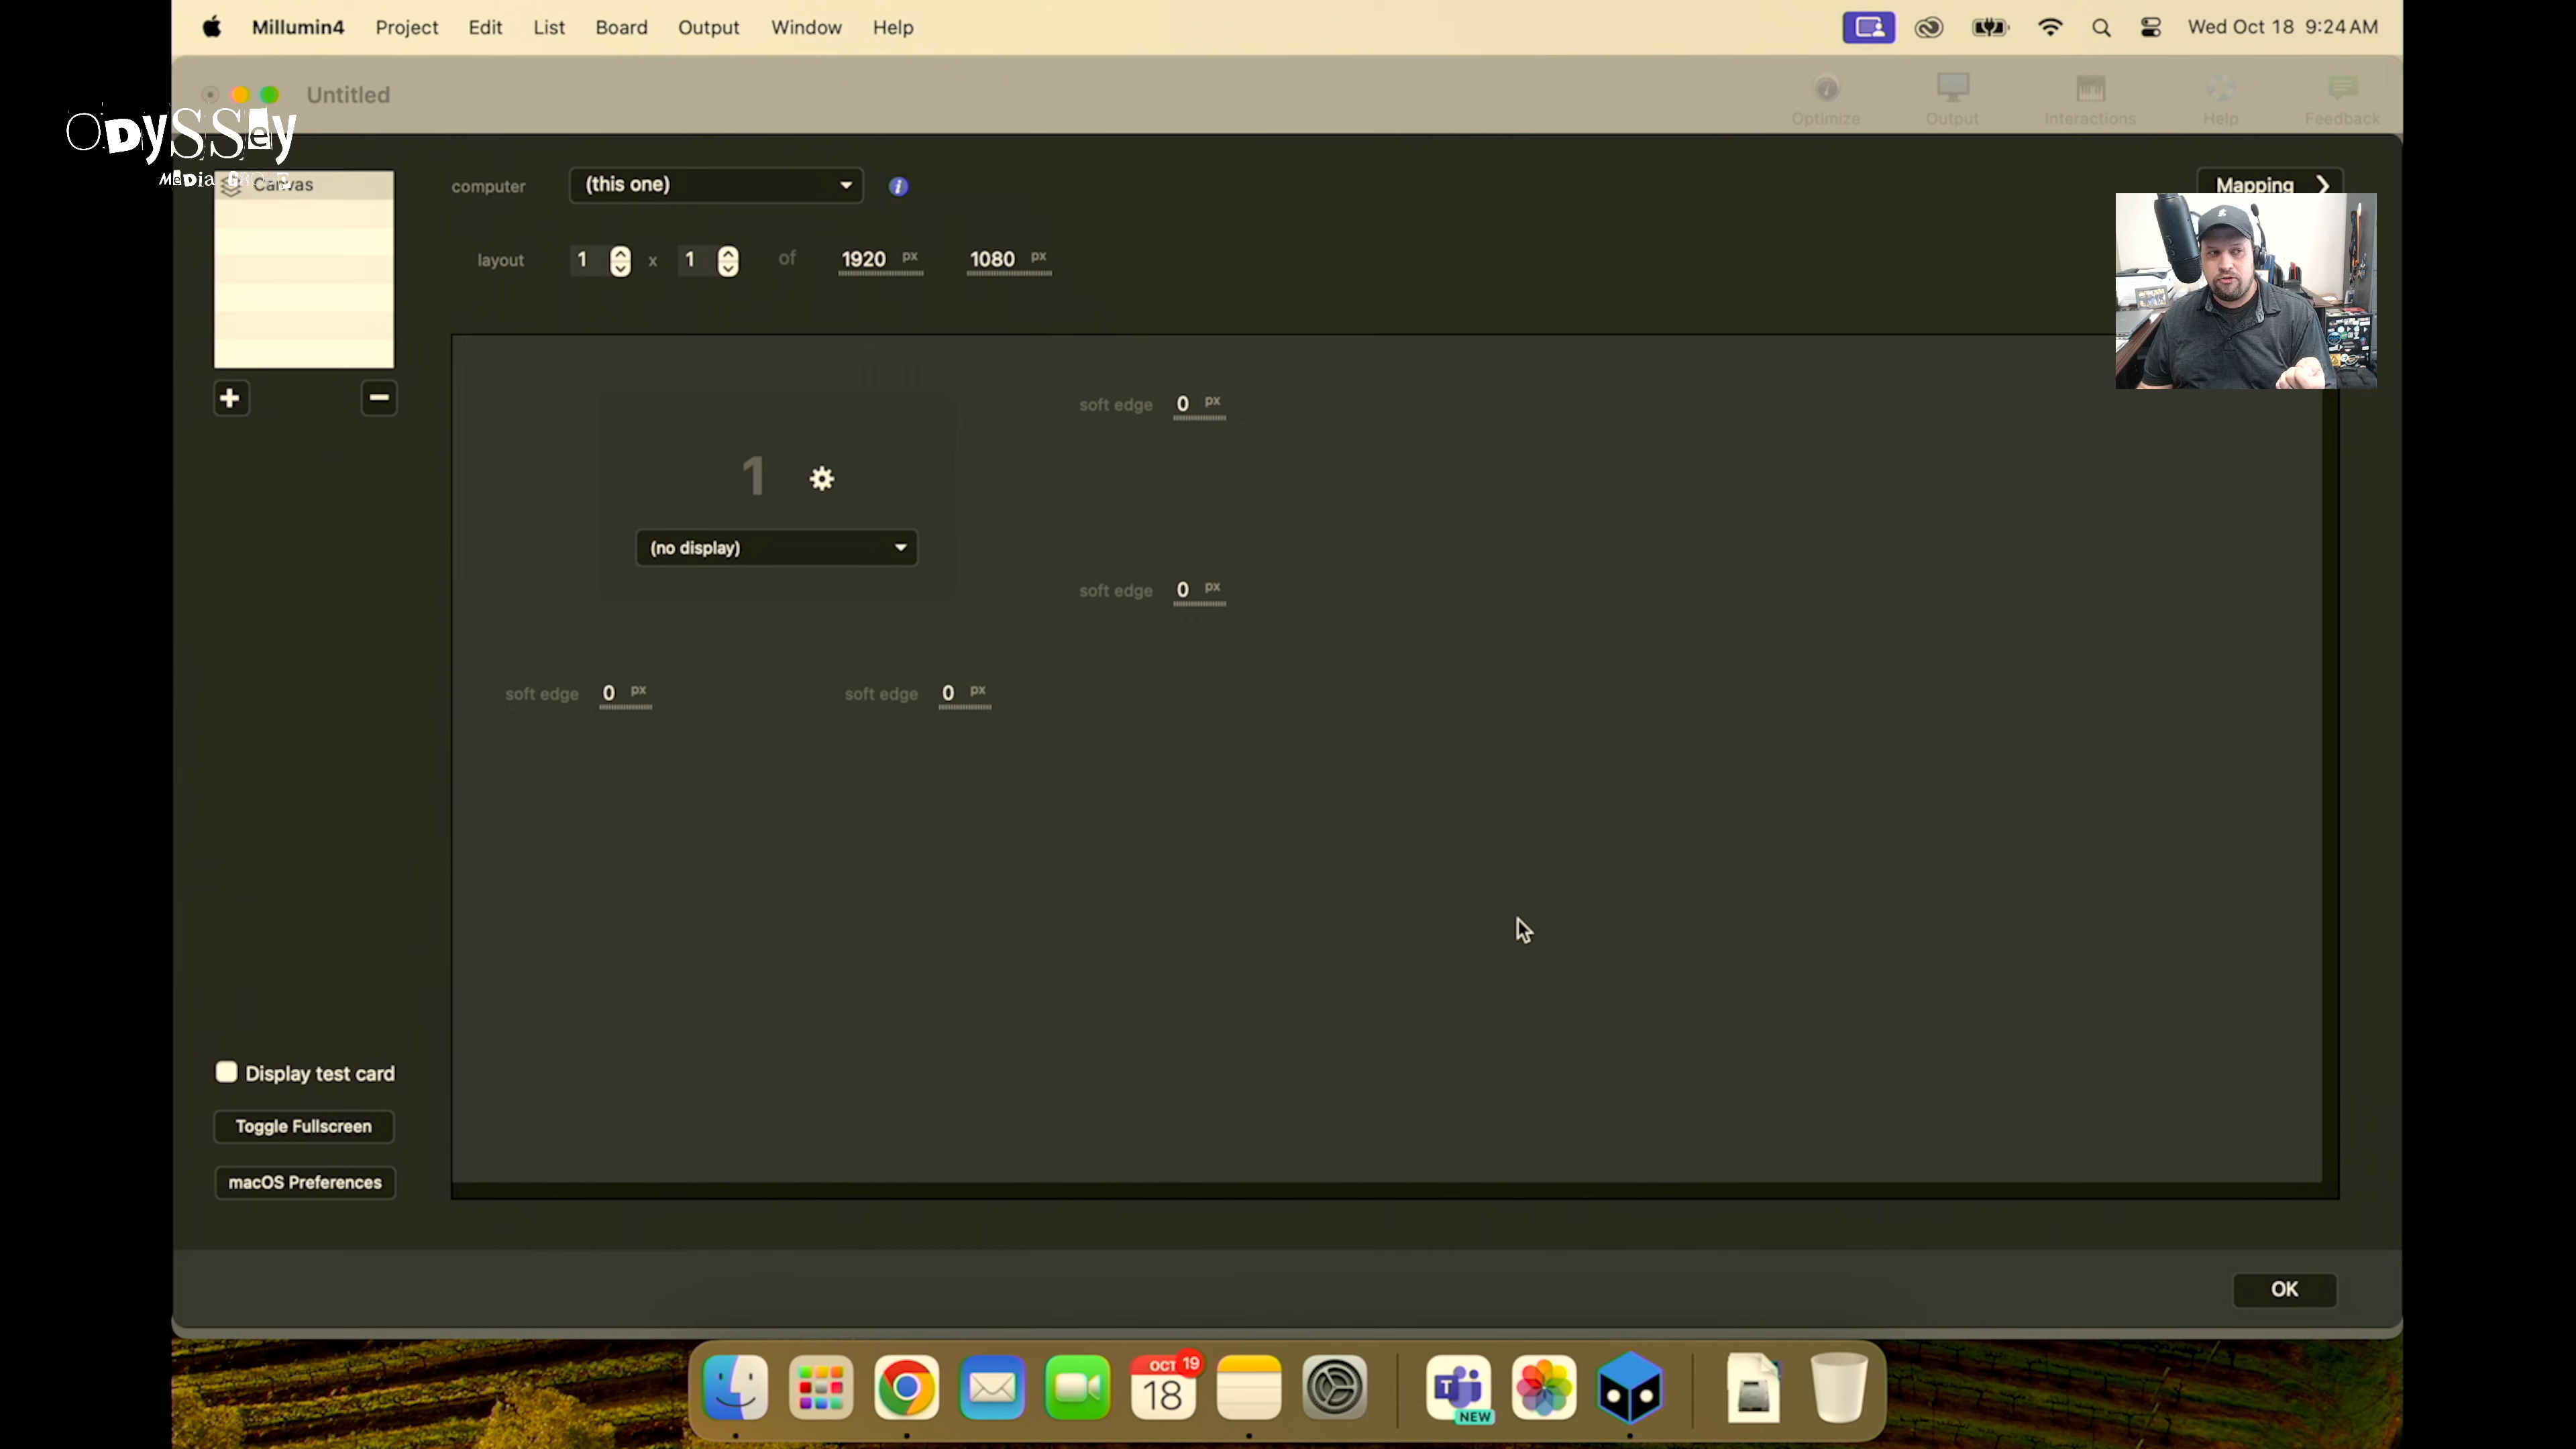 Millumin4 Project Edit List Board Output Window Help Wed Oct 18 9:24 AM
Untitled
Optimize Output Interactions Help Feedback
ODySSey
MeDia
Canvas
computer (this one) i
Mapping
layout 1 x 1 of 1920 px 1080 px
soft edge 0 px
1
(no display)
soft edge 0 px
soft edge 0 px soft edge 0 px
Display test card
Toggle Fullscreen
macOS Preferences
OK
OCT 19
18
T
NEW